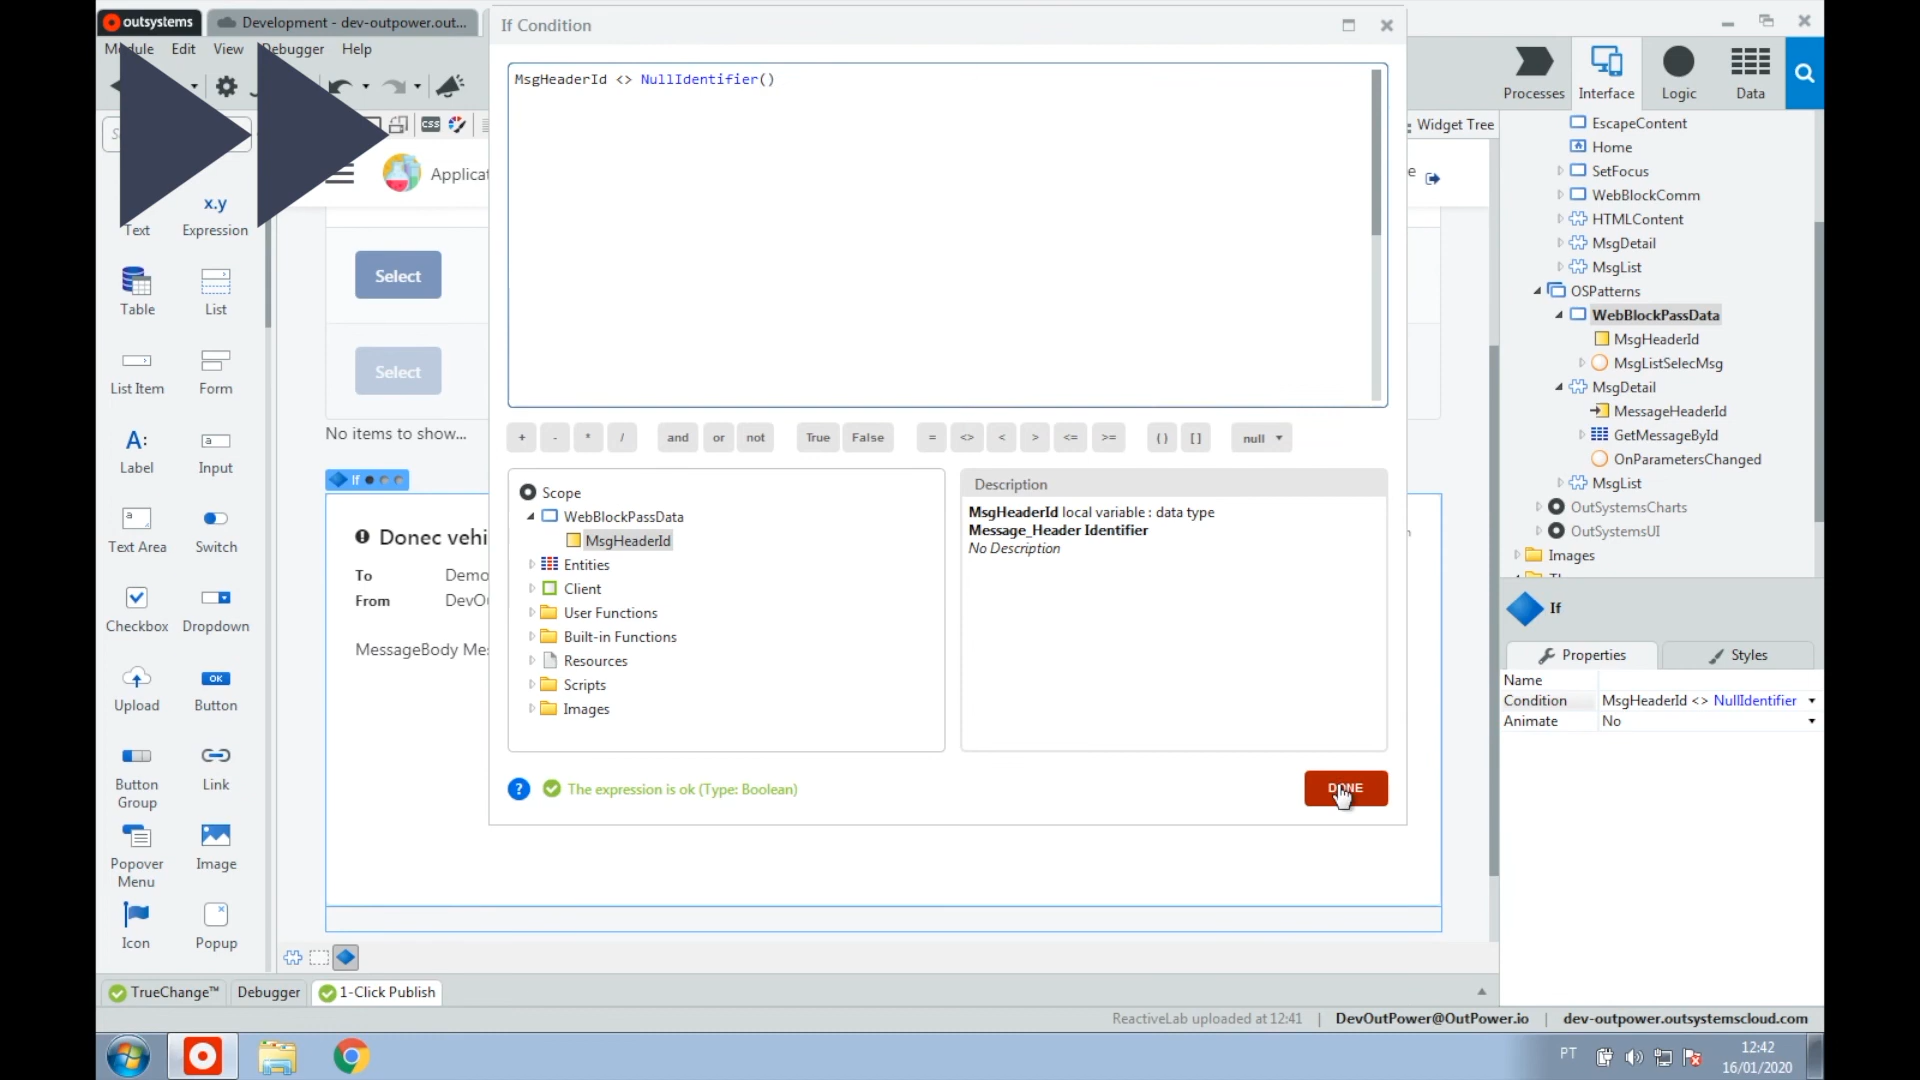 outsystems
Development - dev-outpower.out...
If Condition
Edit View Debugger Help
MsgHeaderId <> NullIdentifier()
Processes
Interface
Logic
Data
CSS
Widget Tree
Applicat
e
x.y
Text
Expression
Table
List
List Item
Form
Label
Input
Text Area
Switch
Checkbox
Dropdown
Upload
OK
Button
Button Group
Link
Popover Menu
Image
Icon
Popup
Select
Select
No items to show...
If
Donec vehi
To
Demo
From
DevOu
MessageBody Mes
+ - * / and or not True False = <> < > <= >= ( ) [ ] null
Scope
WebBlockPassData
MsgHeaderId
Entities
Client
User Functions
Built-in Functions
Resources
Scripts
Images
Description
MsgHeaderId local variable : data type
Message_Header Identifier
No Description
? The expression is ok (Type: Boolean)
DONE
EscapeContent
Home
SetFocus
WebBlockComm
HTMLContent
MsgDetail
MsgList
OSPatterns
WebBlockPassData
MsgHeaderId
MsgListSelecMsg
MsgDetail
MessageHeaderId
GetMessageById
OnParametersChanged
MsgList
OutSystemsCharts
OutSystemsUI
Images
If
Properties
Styles
Name
Condition MsgHeaderId <> NullIdentifier
Animate No
TrueChange™ Debugger 1-Click Publish
ReactiveLab uploaded at 12:41 | DevOutPower@OutPower.io | dev-outpower.outsystemscloud.com
PT
12:42
16/01/2020